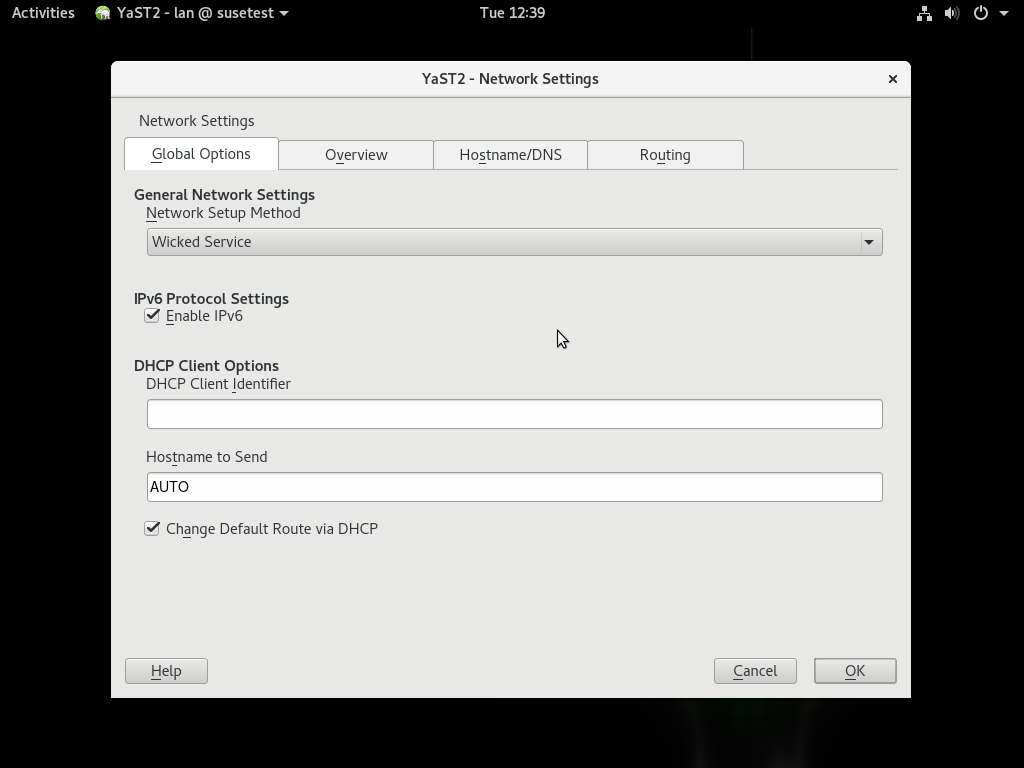 Activities YaST2 - lan @ susetest Tue 12:39
YaST2 - Network Settings
Network Settings
Global Options Overview Hostname/DNS Routing
General Network Settings
Network Setup Method
Wicked Service
IPv6 Protocol Settings
Enable IPv6
DHCP Client Options
DHCP Client Identifier
Hostname to Send
AUTO
Change Default Route via DHCP
Help Cancel OK